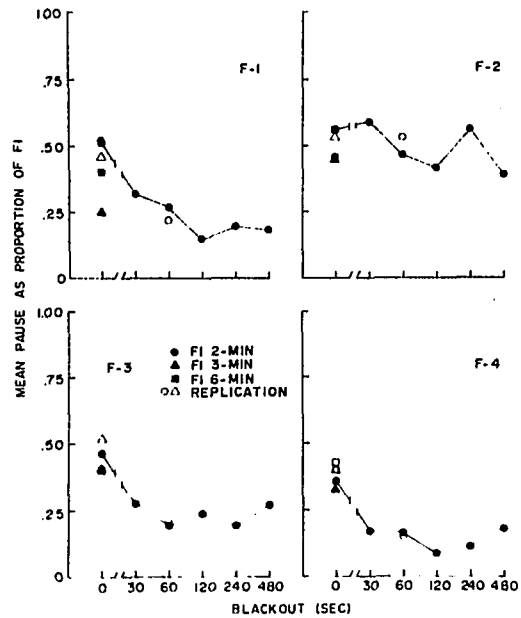 1.00
.75
.50
.25
0
F-1
F-2
MEAN PAUSE AS PROPORTION OF FI
1.00
.75
.50
.25
0
F-3
● FI 2-MIN
▲ FI 3-MIN
■ FI 6-MIN
○△ REPLICATION
F-4
0 30 60 120 240 480
0 30 60 120 240 480
BLACKOUT (SEC)